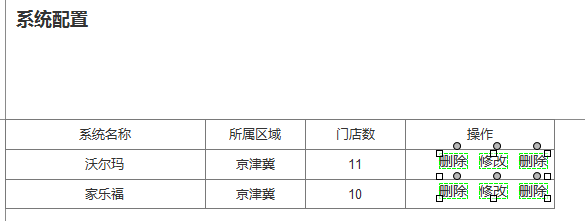 系统配置
系统名称 所属区域 门店数 操作
沃尔玛 京津冀 11 删除 修改 删除
家乐福 京津冀 10 删除 修改 删除